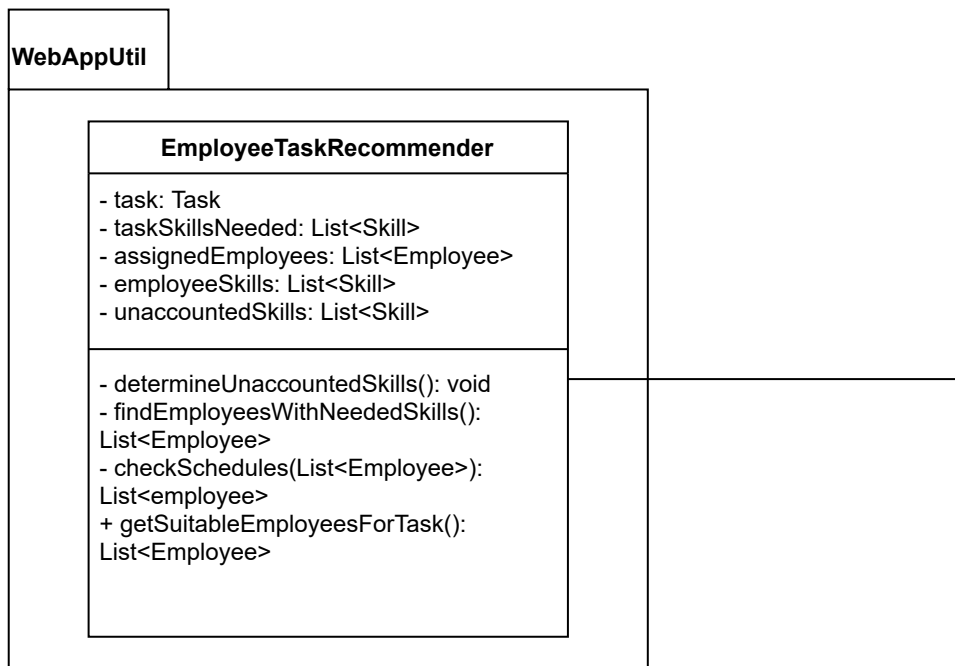 WebAppUtil
EmployeeTaskRecommender
- task: Task
- taskSkillsNeeded: List<Skill>
- assignedEmployees: List<Employee>
- employeeSkills: List<Skill>
- unaccountedSkills: List<Skill>
- determineUnaccountedSkills(): void
- findEmployeesWithNeededSkills():
List<Employee>
- checkSchedules(List<Employee>):
List<employee>
+ getSuitableEmployeesForTask():
List<Employee>